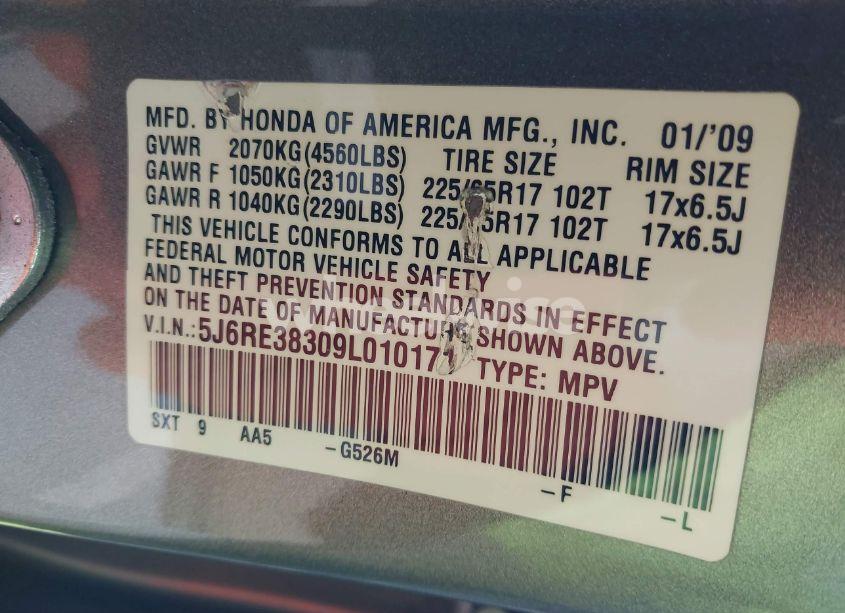 MFD. BY HONDA OF AMERICA MFG., INC. 01/'09
GVWR 2070KG(4560LBS) TIRE SIZE RIM SIZE
GAWR F 1050KG(2310LBS) 225/65R17 102T 17x6.5J
GAWR R 1040KG(2290LBS) 225/65R17 102T 17x6.5J
THIS VEHICLE CONFORMS TO ALL APPLICABLE
FEDERAL MOTOR VEHICLE SAFETY
AND THEFT PREVENTION STANDARDS IN EFFECT
ON THE DATE OF MANUFACTURE SHOWN ABOVE.
V.I.N.: TYPE: MPV
SXT 9 AA5 -G526M -F -L